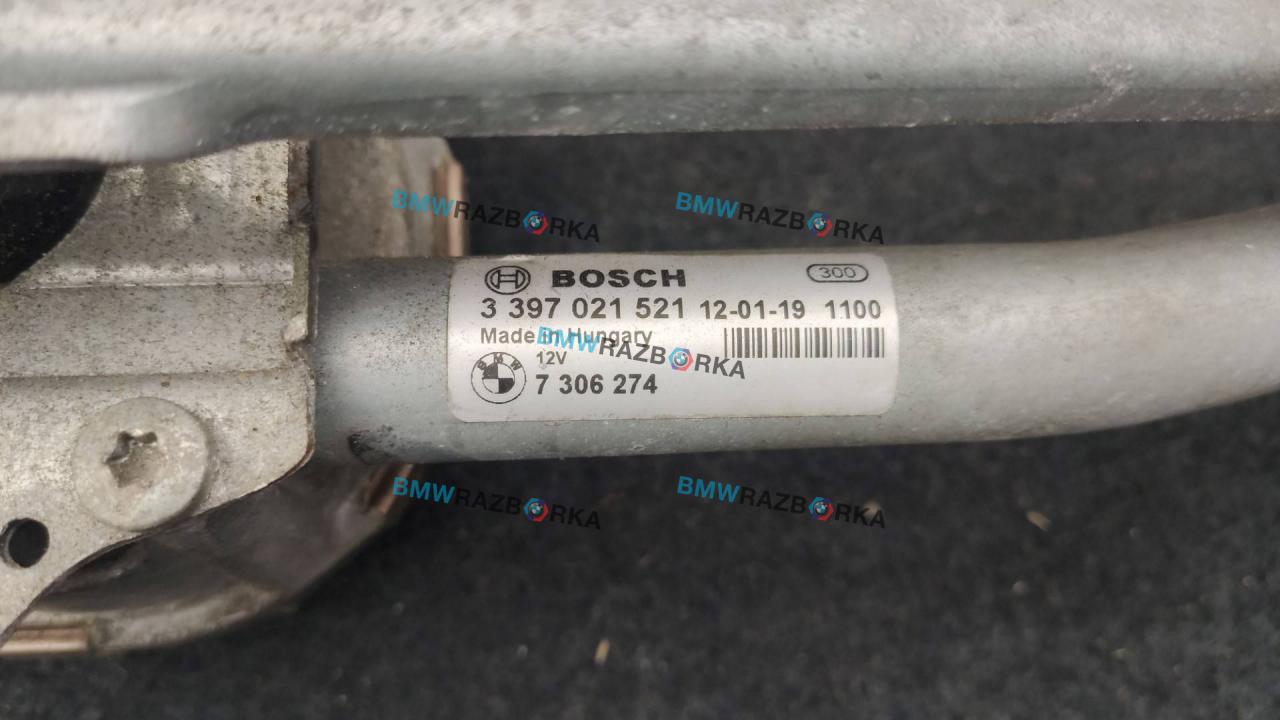 BMWRAZBORKA BMWRAZBORKA
BOSCH 300
3 397 021 521 12-01-19 1100
Made in Hungary
BMWRAZBORKA
12V
BMW
7 306 274
BMWRAZBORKA BMWRAZBORKA